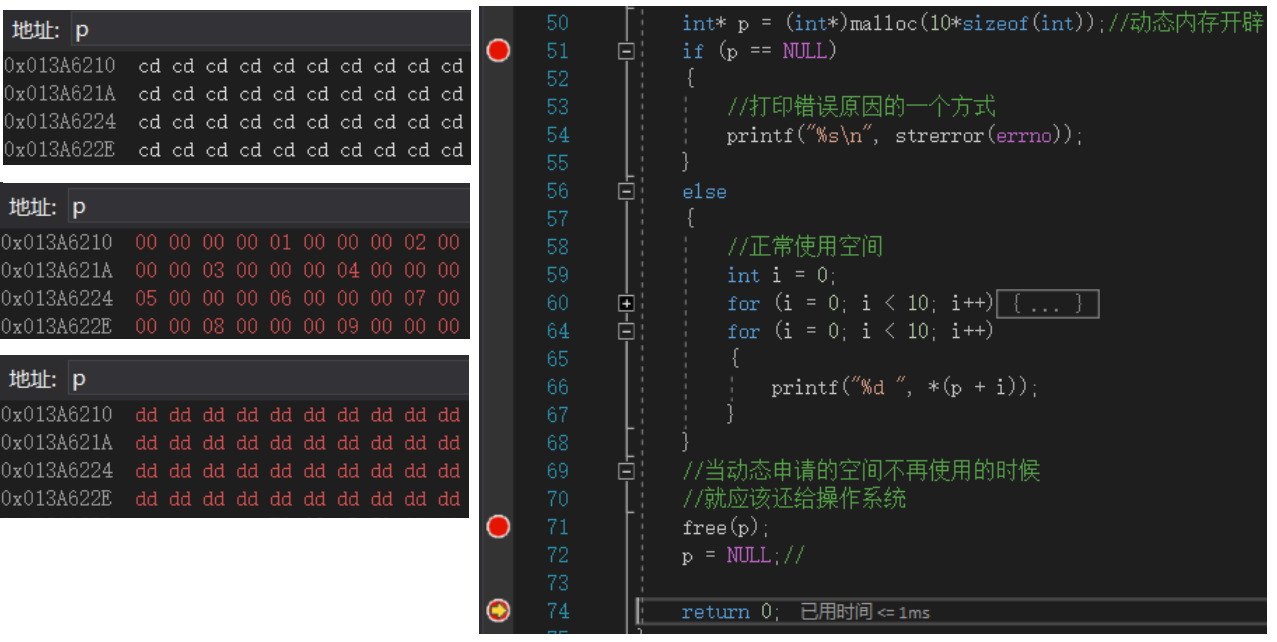 地址: p
0x013A6210 cd cd cd cd cd cd cd cd cd cd
0x013A621A cd cd cd cd cd cd cd cd cd cd
0x013A6224 cd cd cd cd cd cd cd cd cd cd
0x013A622E cd cd cd cd cd cd cd cd cd cd
地址: p
0x013A6210 00 00 00 00 01 00 00 00 02 00
0x013A621A 00 00 03 00 00 00 04 00 00 00
0x013A6224 05 00 00 00 06 00 00 00 07 00
0x013A622E 00 00 08 00 00 00 09 00 00 00
地址: p
0x013A6210 dd dd dd dd dd dd dd dd dd dd
0x013A621A dd dd dd dd dd dd dd dd dd dd
0x013A6224 dd dd dd dd dd dd dd dd dd dd
0x013A622E dd dd dd dd dd dd dd dd dd dd
50 int* p = (int*)malloc(10*sizeof(int));//动态内存开辟
51 if (p == NULL)
52 {
53 //打印错误原因的一个方式
54 printf("%s\n", strerror(errno));
55 }
56 else
57 {
58 //正常使用空间
59 int i = 0;
60 for (i = 0; i < 10; i++) { ... }
64 for (i = 0; i < 10; i++)
65 {
66 printf("%d ", *(p + i));
67 }
68 }
69 //当动态申请的空间不再使用的时候
70 //就应该还给操作系统
71 free(p);
72 p = NULL;//
73
74 return 0; 已用时间 <= 1ms